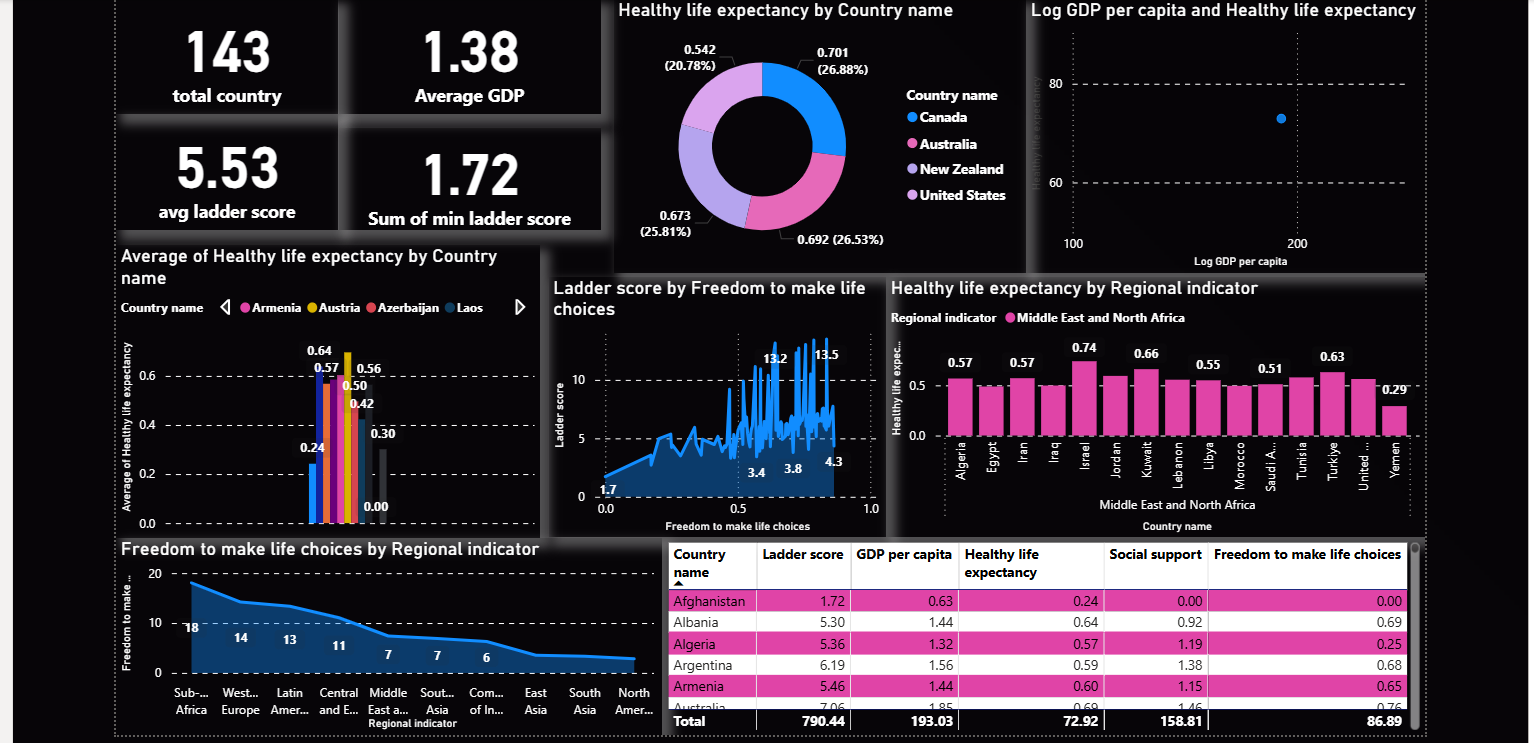 143
total country
1.38
Average GDP
5.53
avg ladder score
1.72
Sum of min ladder score
Healthy life expectancy by Country name
0.542
(20.78%)
0.701
(26.88%)
0.673
(25.81%)
0.692 (26.53%)
Country name
Canada
Australia
New Zealand
United States
Log GDP per capita and Healthy life expectancy
Healthy life expectancy
80
60
100
200
Log GDP per capita
Average of Healthy life expectancy by Country
name
Country name
Armenia
Austria
Azerbaijan
Laos
Average of Healthy life expectancy
0.6
0.4
0.2
0.0
0.64
0.57
0.56
0.50
0.42
0.24
0.30
0.00
Ladder score by Freedom to make life
choices
Ladder score
10
5
0
13.2
13.5
1.7
3.4
3.8
4.3
0.0
0.5
1.0
Freedom to make life choices
Healthy life expectancy by Regional indicator
Regional indicator
Middle East and North Africa
Healthy life expec...
0.5
0.0
0.57
0.57
0.74
0.66
0.55
0.51
0.63
0.29
Algeria
Egypt
Iran
Iraq
Israel
Jordan
Kuwait
Lebanon
Libya
Morocco
Saudi A..
Tunisia
Turkiye
United ..
Yemen
Middle East and North Africa
Country name
Freedom to make life choices by Regional indicator
Freedom to make ...
20
10
0
18
14
13
11
7
7
6
Sub-...
Africa
West...
Europe
Latin
Amer...
Central
and E...
Middle
East a...
Sout...
Asia
Com...
of In...
East
Asia
South
Asia
North
Amer...
Regional indicator
Country name Ladder score GDP per capita Healthy life expectancy Social support Freedom to make life choices
Afghanistan 1.72 0.63 0.24 0.00 0.00
Albania 5.30 1.44 0.64 0.92 0.69
Algeria 5.36 1.32 0.57 1.19 0.25
Argentina 6.19 1.56 0.59 1.38 0.68
Armenia 5.46 1.44 0.60 1.15 0.65
Australia 7.06 1.85 0.69 1.46 0.76
Total 790.44 193.03 72.92 158.81 86.89